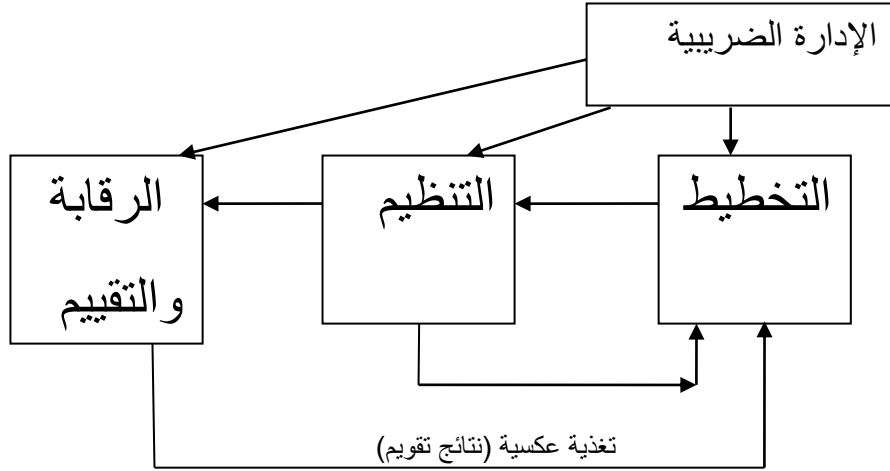 الإدارة الضريبية
التخطيط
التنظيم
الرقابة
والتقييم
تغذية عكسية (نتائج تقويم)